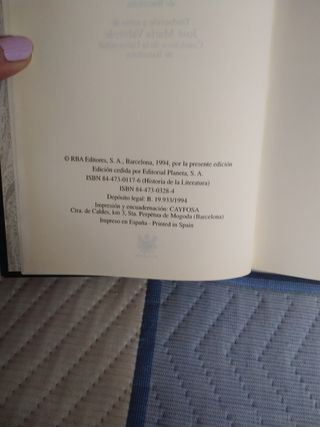 © RBA Editores, S. A., Barcelona, 1994, por la presente edición
Edición cedida por Editorial Planeta, S. A.
ISBN 84-473-0117-6 (Historia de la Literatura)
ISBN 84-473-0328-4
Depósito legal: B. 19.933/1994
Impresión y encuadernación: CAYFOSA
Ctra. de Caldes, km 3, Sta. Perpètua de Mogoda (Barcelona)
Impreso en España - Printed in Spain